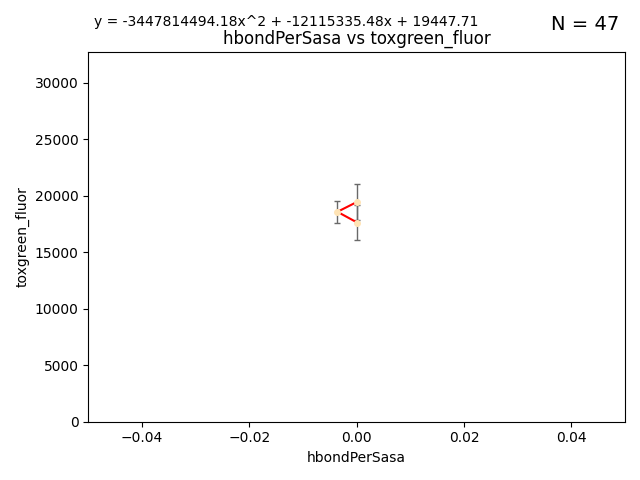 y = -3447814494.18x^2 + -12115335.48x + 19447.71
N = 47
hbondPerSasa vs toxgreen_fluor
30000
25000
20000
15000
10000
5000
0
toxgreen_fluor
−0.04
−0.02
0.00
0.02
0.04
hbondPerSasa